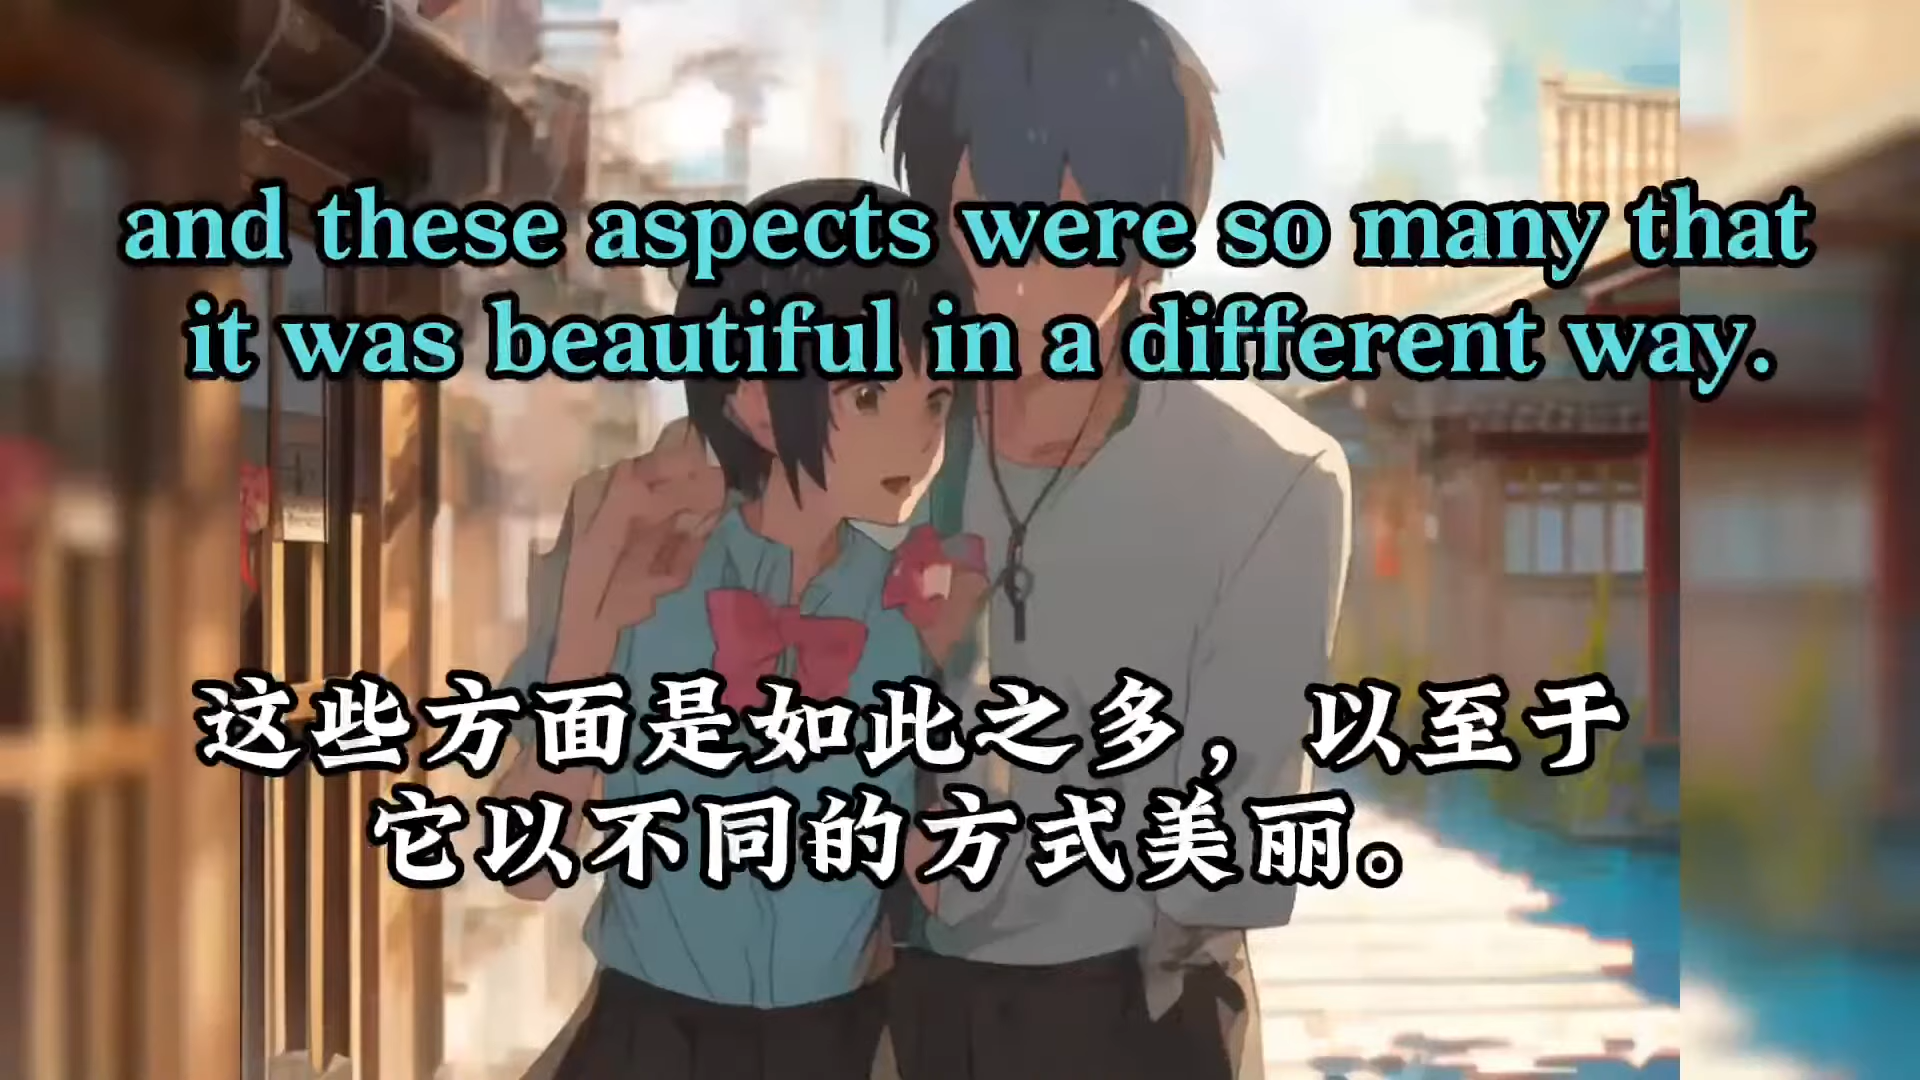 and these aspects were so many that
it was beautiful in a different way.
这些方面是如此之多，以至于
它以不同的方式美丽。